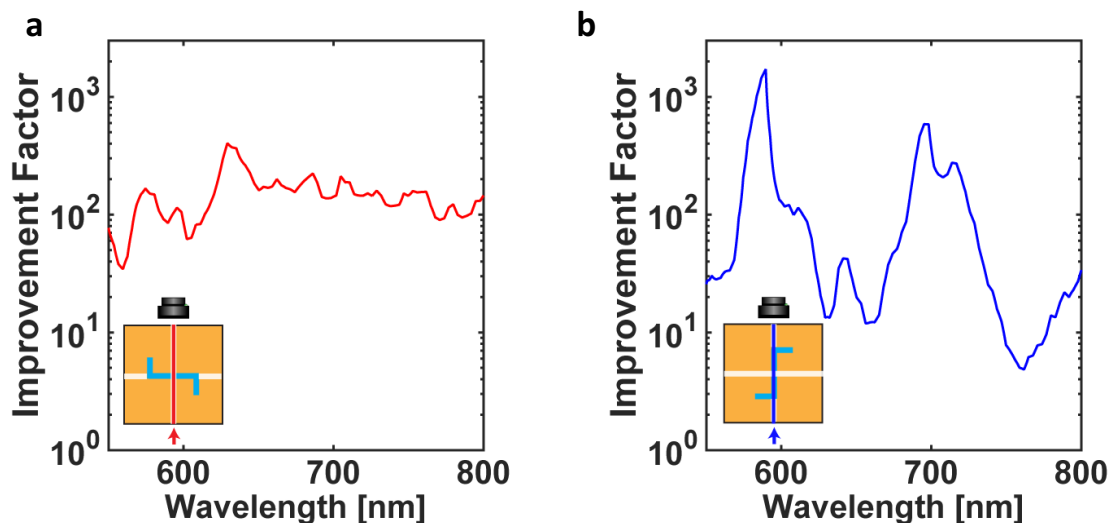 a
Improvement Factor
10³
10²
10¹
10⁰
600
700
800
Wavelength [nm]
b
Improvement Factor
10³
10²
10¹
10⁰
600
700
800
Wavelength [nm]